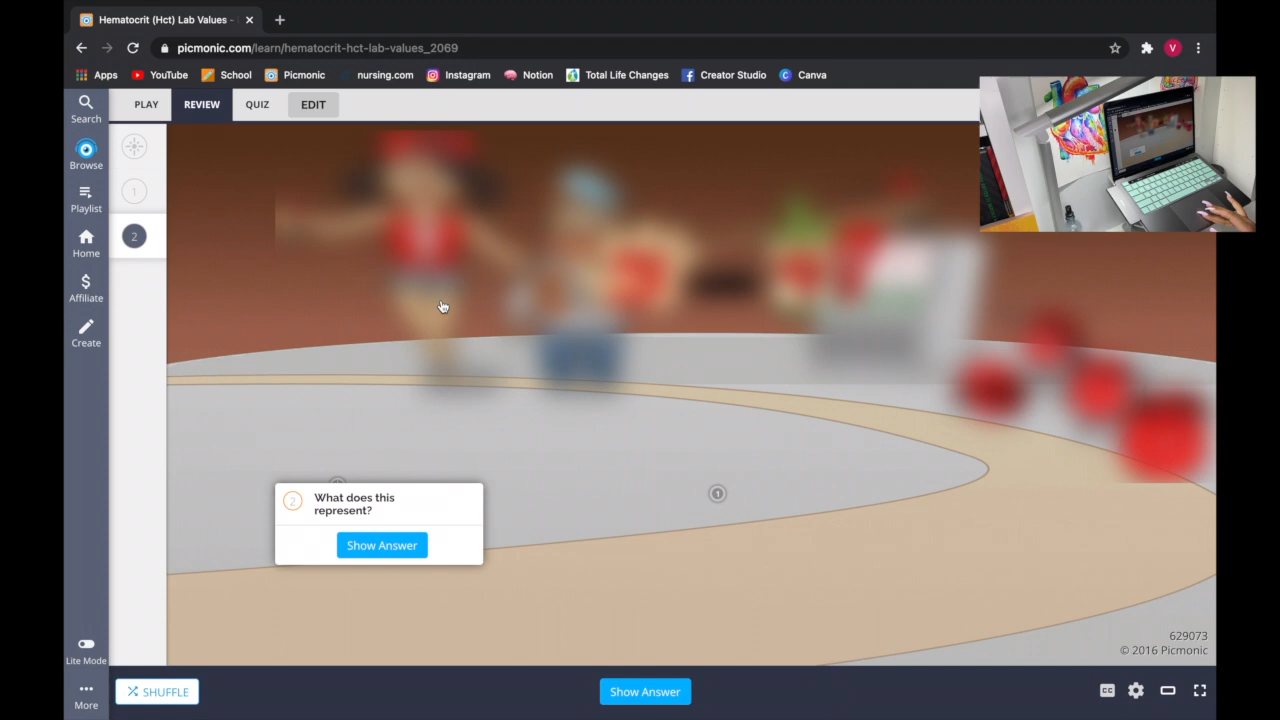 Hematocrit (Hct) Lab Values -
picmonic.com/learn/hematocrit-hct-lab-values_2069
V
Apps
YouTube
School
Picmonic
nursing.com
Instagram
Notion
Total Life Changes
Creator Studio
Canva
Search
Browse
Playlist
Home
Affiliate
Create
Lite Mode
More
PLAY
REVIEW
QUIZ
EDIT
1
2
2
What does this
represent?
Show Answer
1
629073
© 2016 Picmonic
SHUFFLE
Show Answer
CC